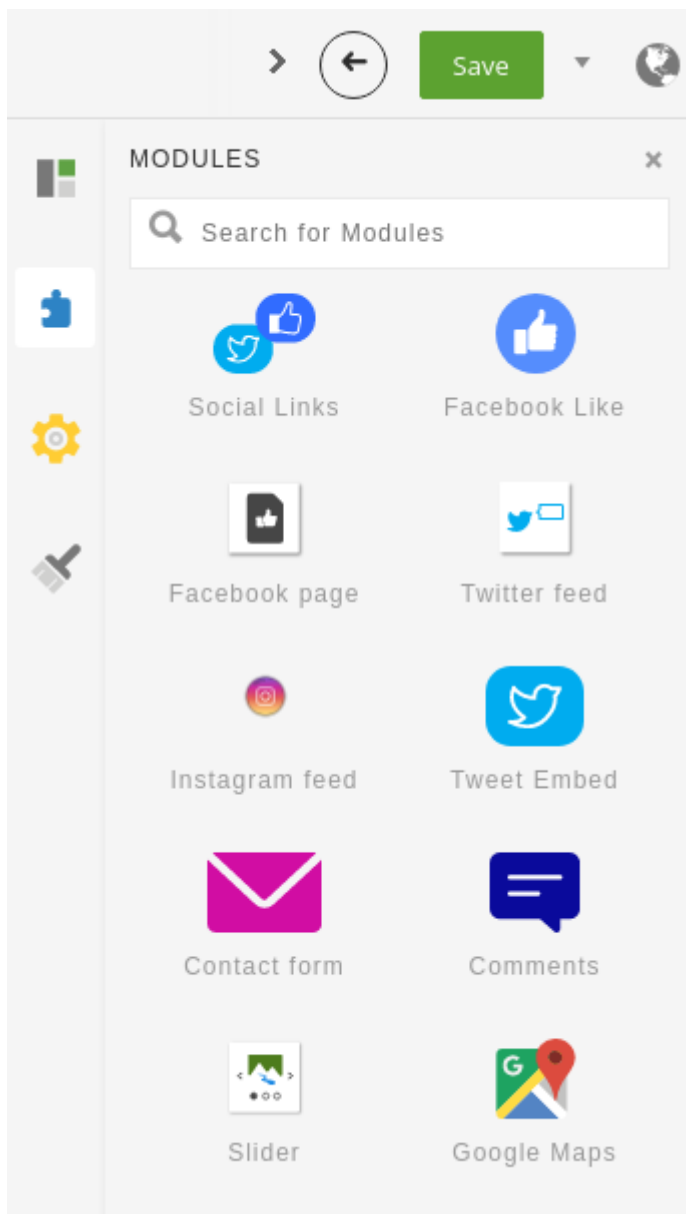 Save
MODULES
Search for Modules
Social Links
Facebook Like
Facebook page
Twitter feed
Instagram feed
Tweet Embed
Contact form
Comments
G
Slider
Google Maps